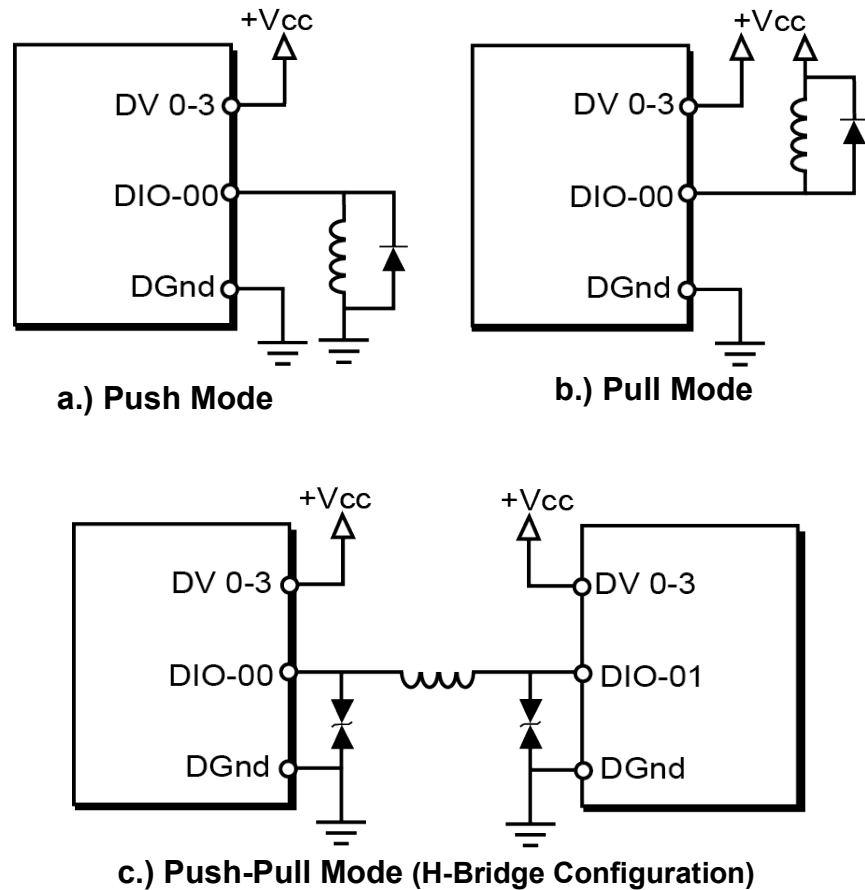 +Vcc
DV 0-3
DIO-00
DGnd
a.) Push Mode
+Vcc
DV 0-3
DIO-00
DGnd
b.) Pull Mode
+Vcc
DV 0-3
DIO-00
DGnd
+Vcc
DV 0-3
DIO-01
DGnd
c.) Push-Pull Mode (H-Bridge Configuration)